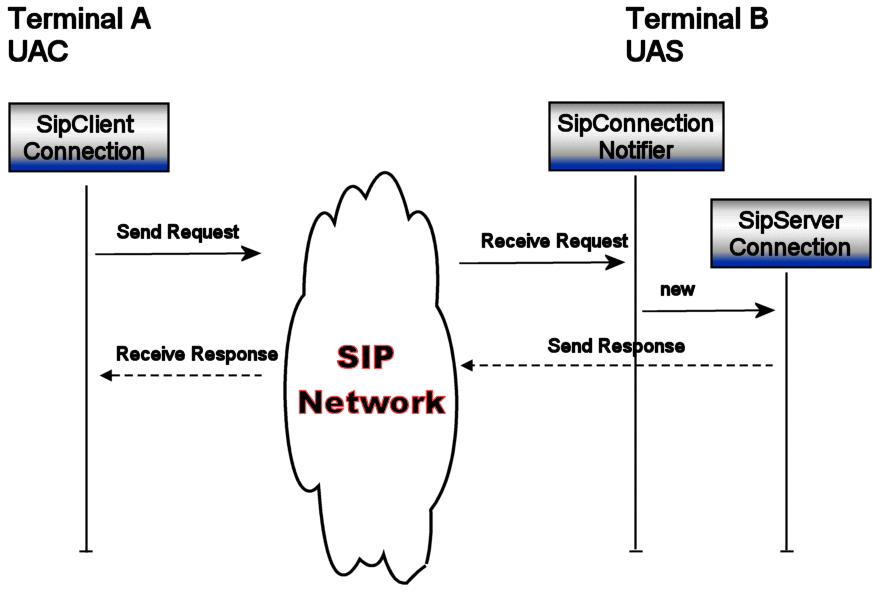 Terminal A
UAC
Terminal B
UAS
SipClient
Connection
SipConnection
Notifier
SipServer
Connection
Send Request
Receive Request
new
Receive Response
Send Response
SIP
Network